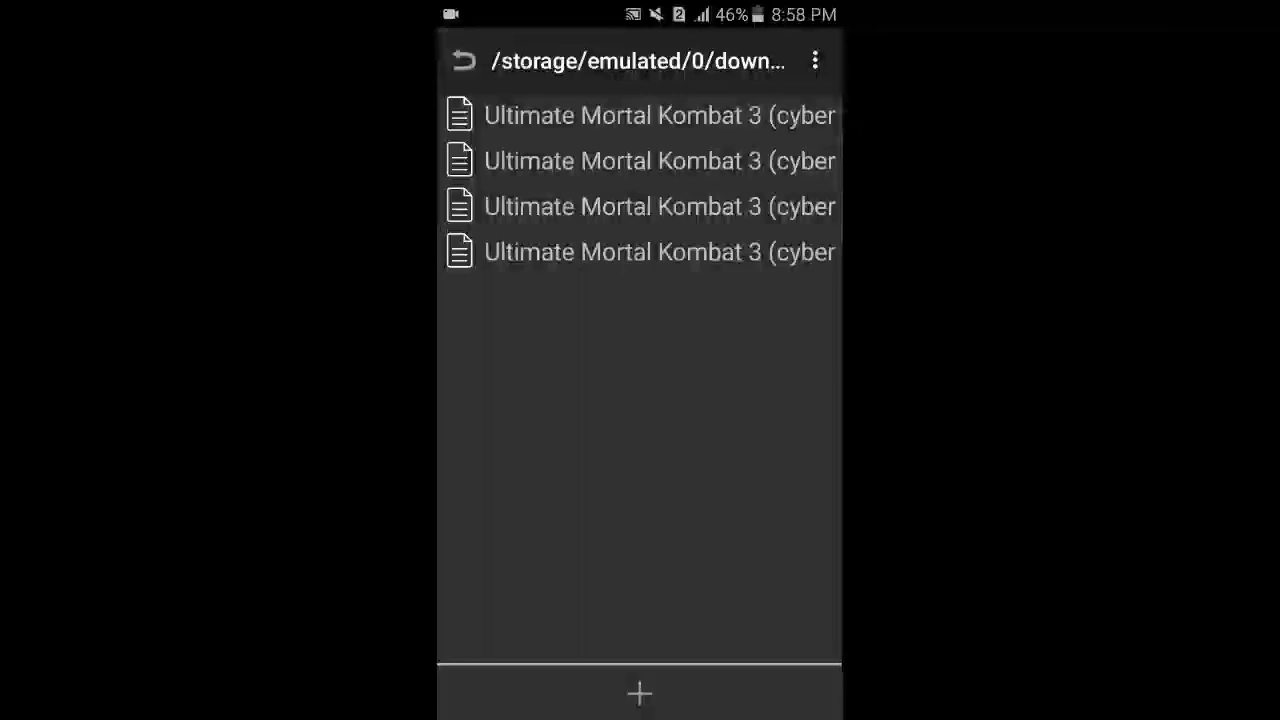 2 46% 8:58 PM
/storage/emulated/0/down...
Ultimate Mortal Kombat 3 (cyber
Ultimate Mortal Kombat 3 (cyber
Ultimate Mortal Kombat 3 (cyber
Ultimate Mortal Kombat 3 (cyber